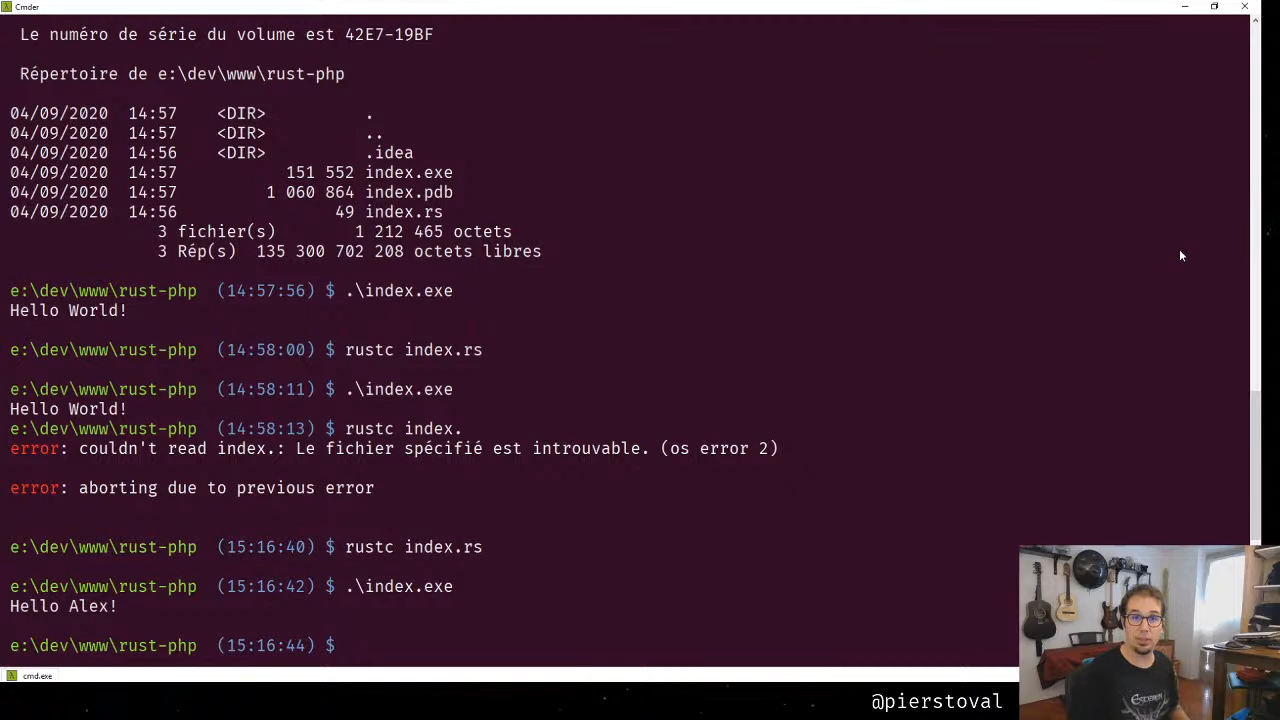 Cmder
Le numéro de série du volume est 42E7-19BF
Répertoire de e:\dev\www\rust-php
04/09/2020 14:57 <DIR> .
04/09/2020 14:57 <DIR> ..
04/09/2020 14:56 <DIR> .idea
04/09/2020 14:57 151 552 index.exe
04/09/2020 14:57 1 060 864 index.pdb
04/09/2020 14:56 49 index.rs
3 fichier(s) 1 212 465 octets
3 Rép(s) 135 300 702 208 octets libres
e:\dev\www\rust-php (14:57:56) $ .\index.exe
Hello World!
e:\dev\www\rust-php (14:58:00) $ rustc index.rs
e:\dev\www\rust-php (14:58:11) $ .\index.exe
Hello World!
e:\dev\www\rust-php (14:58:13) $ rustc index.
error: couldn't read index.: Le fichier spécifié est introuvable. (os error 2)
error: aborting due to previous error
e:\dev\www\rust-php (15:16:40) $ rustc index.rs
e:\dev\www\rust-php (15:16:42) $ .\index.exe
Hello Alex!
e:\dev\www\rust-php (15:16:44) $
cmd.exe
@pierstoval